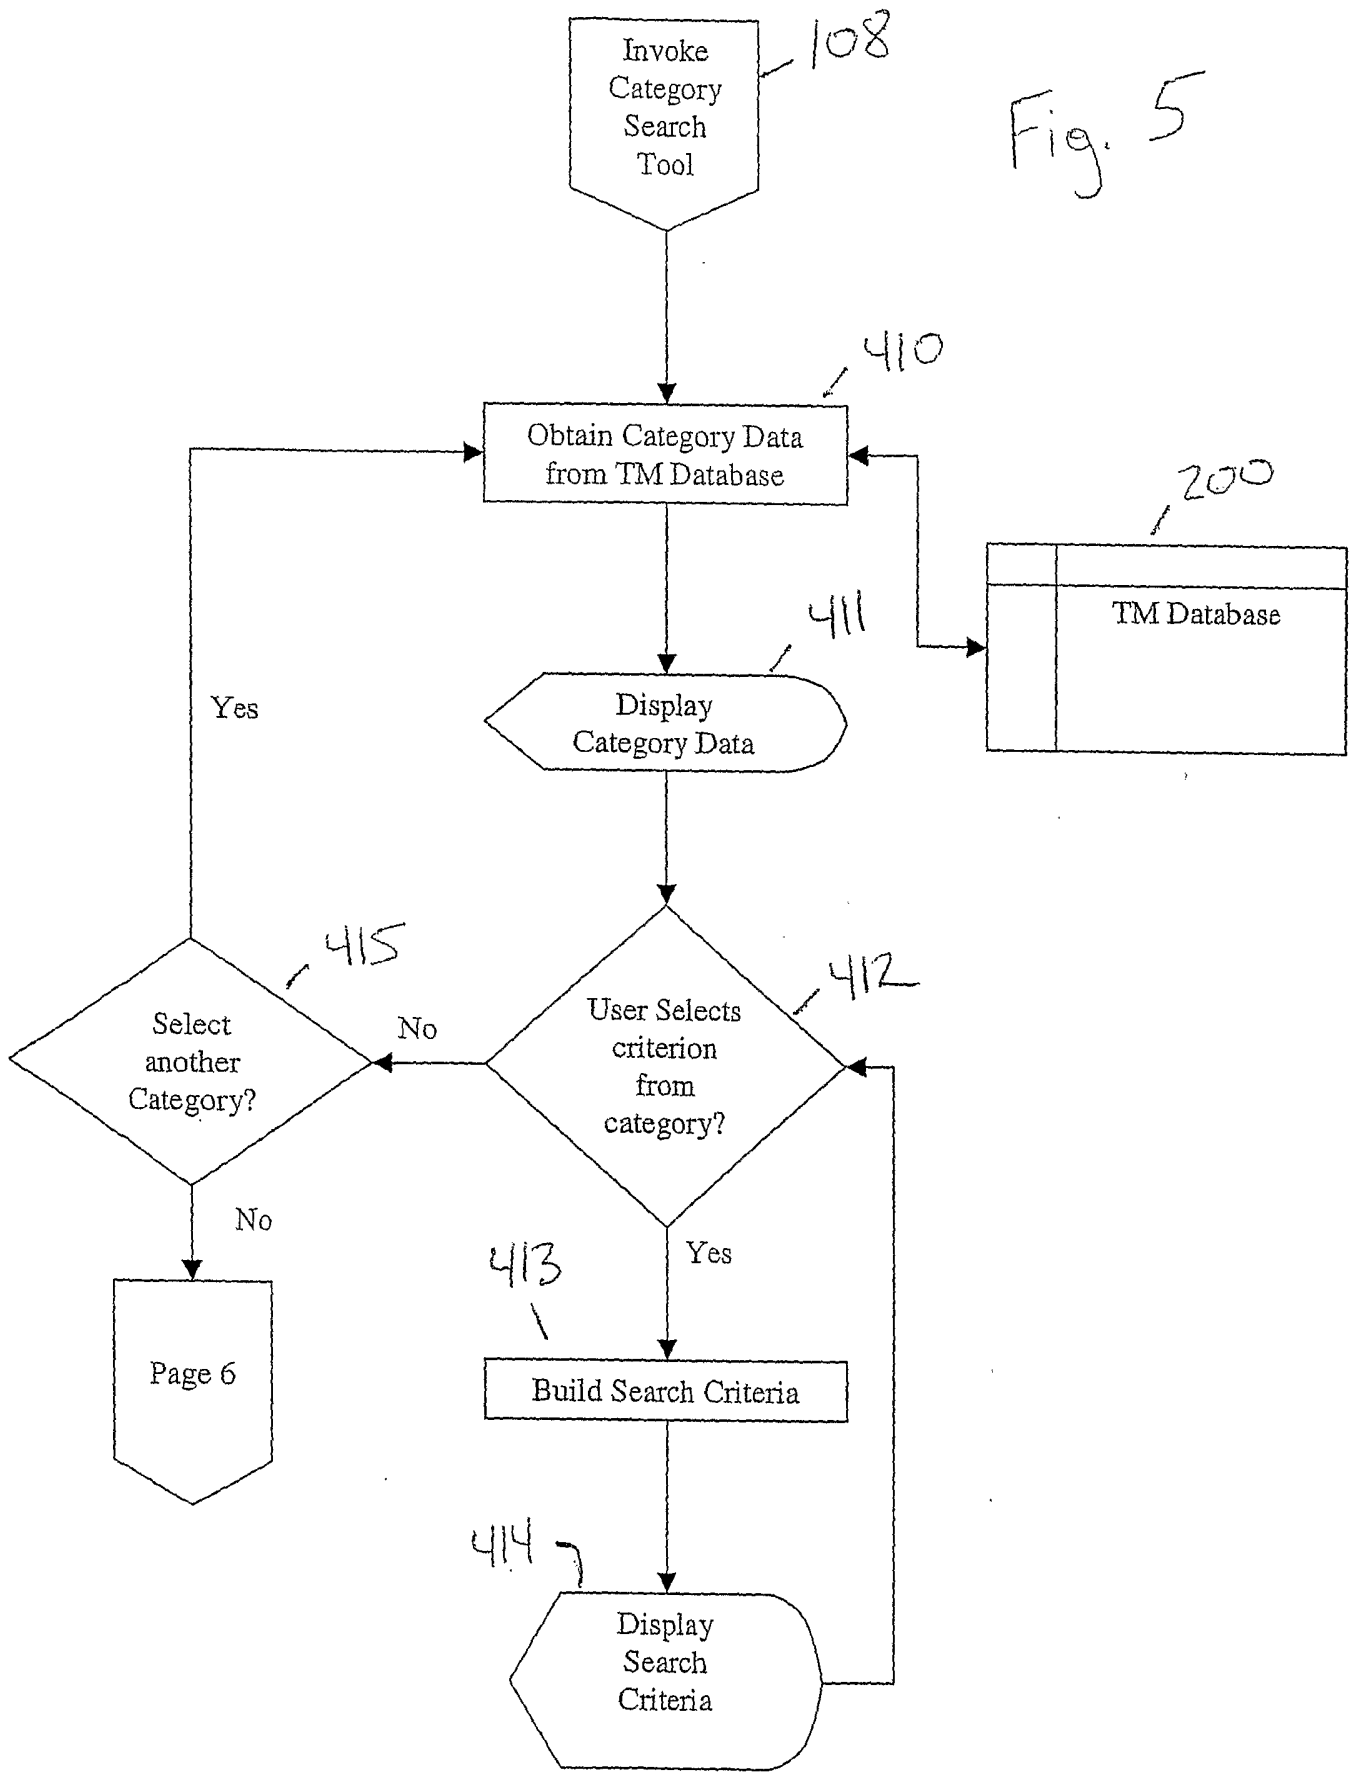 Invoke
Category
Search
Tool
108
Fig. 5
410
Obtain Category Data
from TM Database
200
TM Database
411
Display
Category Data
Yes
415
Select
another
Category?
No
412
User Selects
criterion
from
category?
No
Yes
Page 6
413
Build Search Criteria
414
Display
Search
Criteria